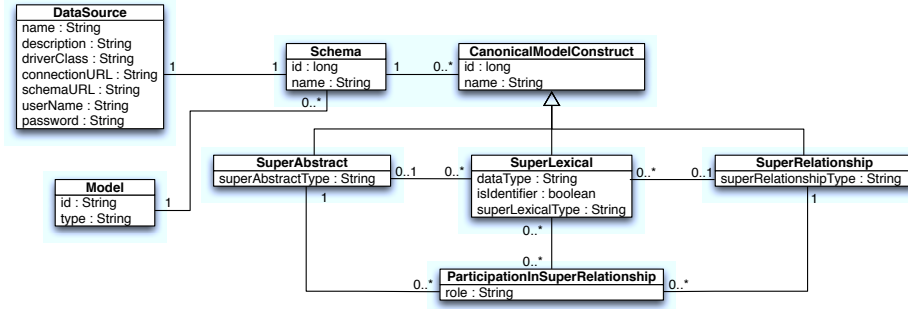 DataSource
name : String
description : String
driverClass : String
connectionURL : String
schemaURL : String
userName : String
password : String
1
1
Schema
id : long
name : String
1
0..*
0..*
CanonicalModelConstruct
id : long
name : String
Model
id : String
type : String
1
SuperAbstract
superAbstractType : String
0..1
0..*
1
SuperLexical
dataType : String
isIdentifier : boolean
superLexicalType : String
0..*
0..1
0..*
SuperRelationship
superRelationshipType : String
1
0..*
0..*
ParticipationInSuperRelationship
role : String
0..*